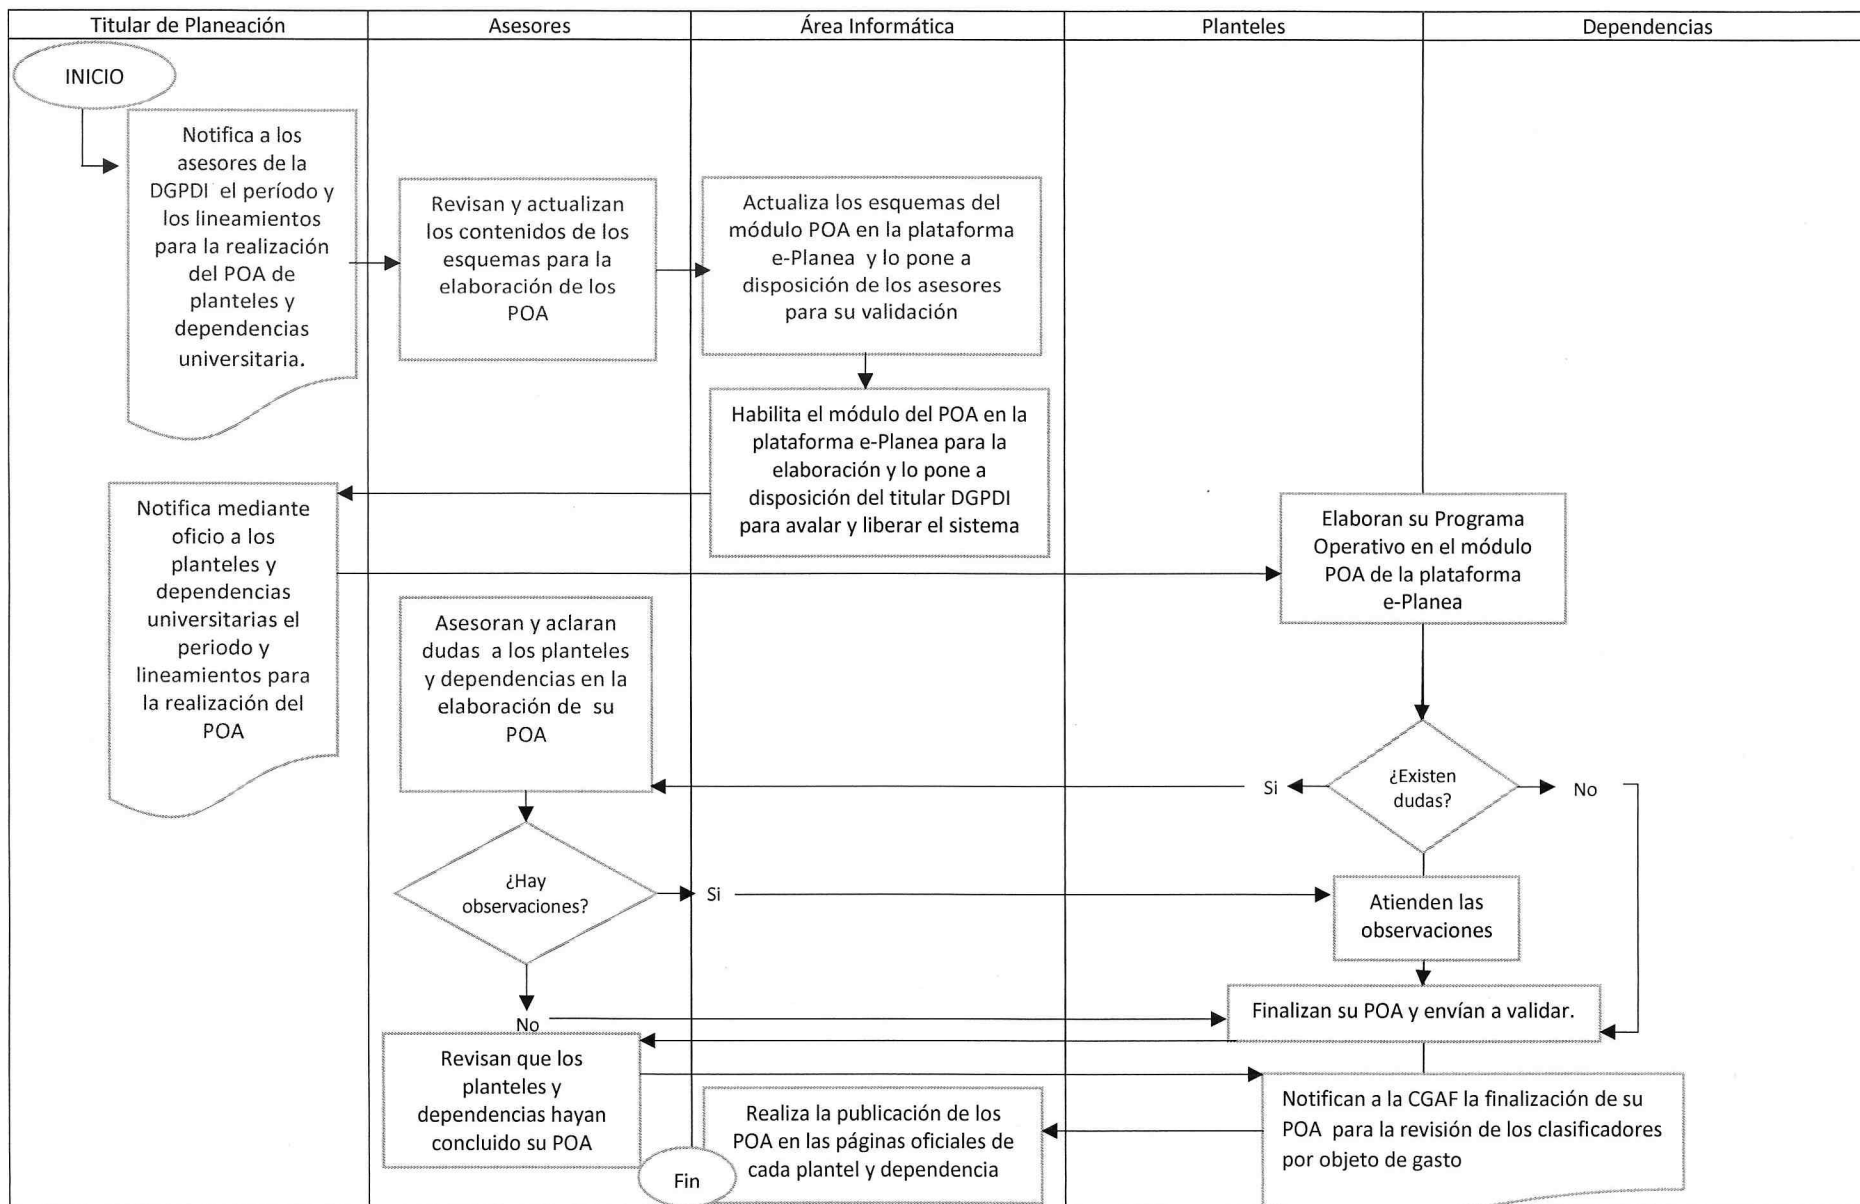 Titular de Planeación
Asesores
Área Informática
Planteles
Dependencias
INICIO
Notifica a los
asesores de la
DGPDI el período y
los lineamientos
para la realización
del POA de
planteles y
dependencias
universitaria.
Revisan y actualizan
los contenidos de los
esquemas para la
elaboración de los
POA
Actualiza los esquemas del
módulo POA en la plataforma
e-Planea y lo pone a
disposición de los asesores
para su validación
Habilita el módulo del POA en la
plataforma e-Planea para la
elaboración y lo pone a
disposición del titular DGPDI
para avalar y liberar el sistema
Notifica mediante
oficio a los
planteles y
dependencias
universitarias el
periodo y
lineamientos para
la realización del
POA
Elaboran su Programa
Operativo en el módulo
POA de la plataforma
e-Planea
Asesoran y aclaran
dudas a los planteles
y dependencias en la
elaboración de su
POA
¿Existen
dudas?
Si
No
¿Hay
observaciones?
Si
Atienden las
observaciones
No
Finalizan su POA y envían a validar.
Revisan que los
planteles y
dependencias hayan
concluido su POA
Notifican a la CGAF la finalización de su
POA para la revisión de los clasificadores
por objeto de gasto
Realiza la publicación de los
POA en las páginas oficiales de
cada plantel y dependencia
Fin